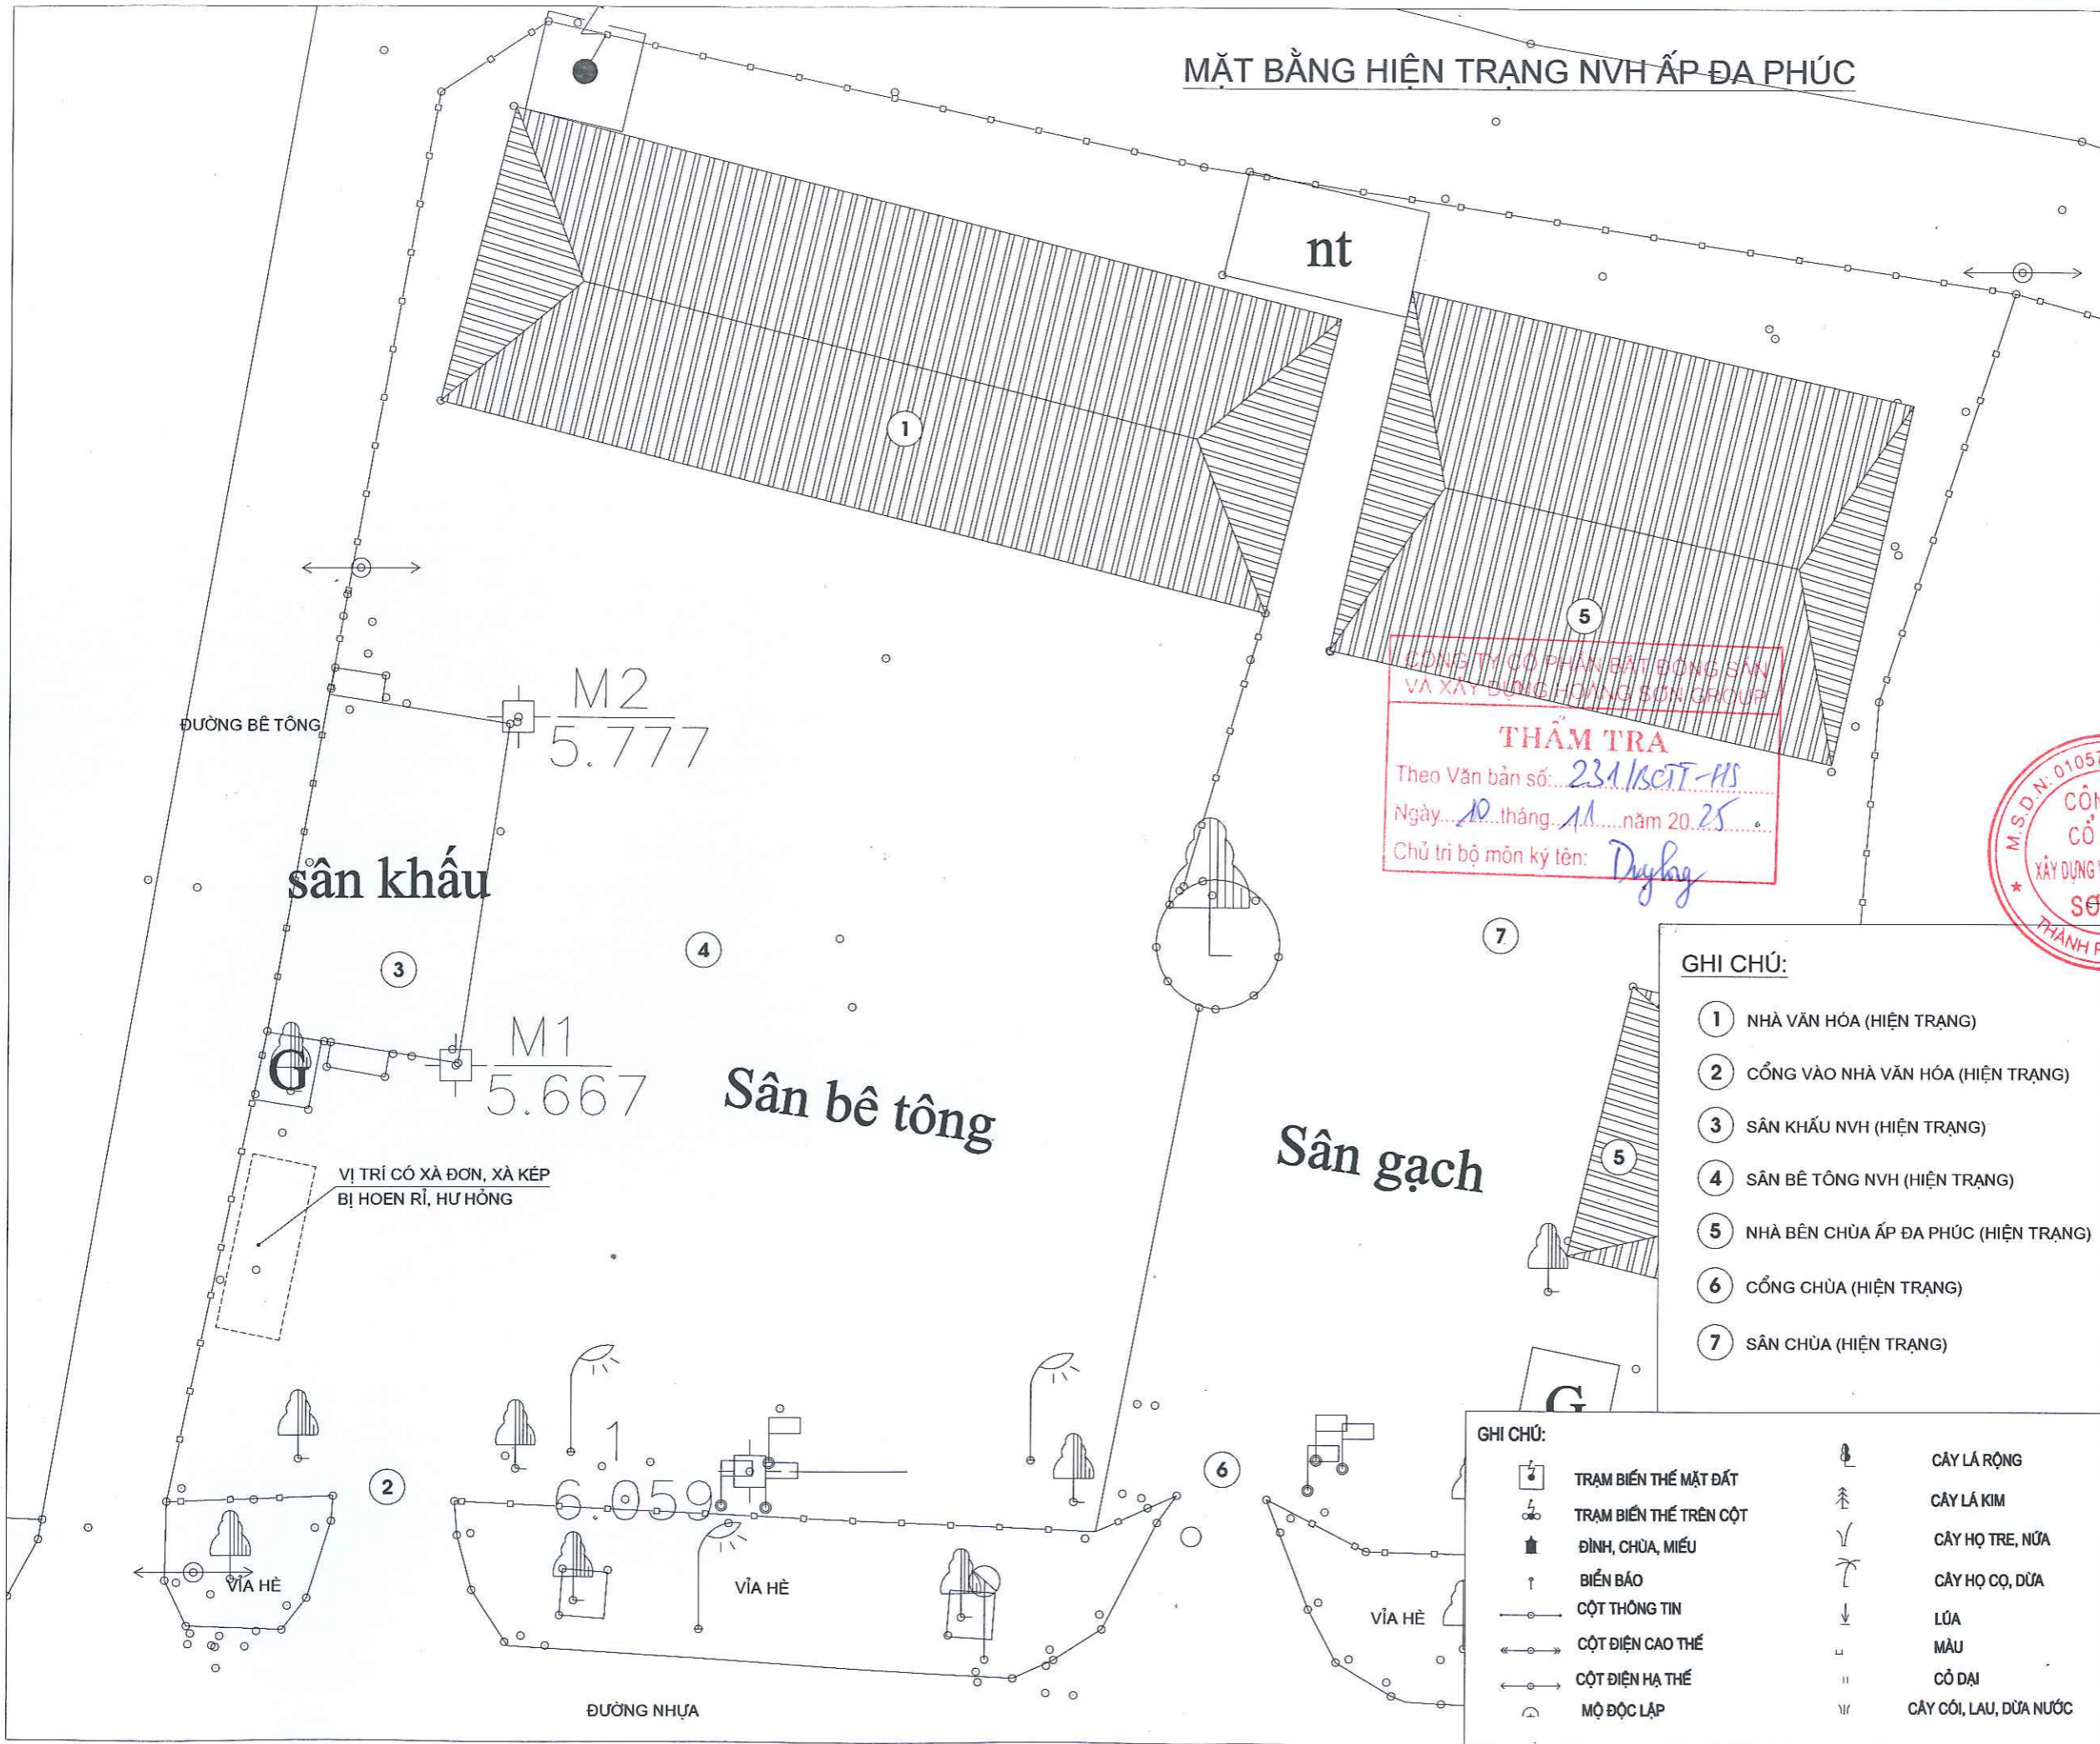 MẶT BẰNG HIỆN TRẠNG NVH ẤP ĐA PHÚC
nt
1
5
M2
5.777
ĐƯỜNG BÊ TÔNG
CÔNG TY CỔ PHẦN BẤT ĐỘNG SẢN
VÀ XÂY DỰNG HOÀNG SƠN GROUP
THẨM TRA
Theo Văn bản số: 231/BCTT-HS
Ngày 10 tháng 11 năm 2025
Chủ trì bộ môn ký tên:
M.S.D.N: 0105
CÔN
CỔ
XÂY DỰNG
SƠ
THÀNH P
sân khấu
3
4
7
M1
5.667
G
Sân bê tông
Sân gạch
5
VỊ TRÍ CÓ XÀ ĐƠN, XÀ KÉP
BỊ HOEN RỈ, HƯ HỎNG
GHI CHÚ:
1 NHÀ VĂN HÓA (HIỆN TRẠNG)
2 CỔNG VÀO NHÀ VĂN HÓA (HIỆN TRẠNG)
3 SÂN KHẤU NVH (HIỆN TRẠNG)
4 SÂN BÊ TÔNG NVH (HIỆN TRẠNG)
5 NHÀ BÊN CHÙA ẤP ĐA PHÚC (HIỆN TRẠNG)
6 CỔNG CHÙA (HIỆN TRẠNG)
7 SÂN CHÙA (HIỆN TRẠNG)
G
1
6.059
2
6
VỈA HÈ
VỈA HÈ
VỈA HÈ
ĐƯỜNG NHỰA
GHI CHÚ:
TRẠM BIẾN THẾ MẶT ĐẤT
TRẠM BIẾN THẾ TRÊN CỘT
ĐÌNH, CHÙA, MIẾU
BIỂN BÁO
CỘT THÔNG TIN
CỘT ĐIỆN CAO THẾ
CỘT ĐIỆN HẠ THẾ
MỘ ĐỘC LẬP
CÂY LÁ RỘNG
CÂY LÁ KIM
CÂY HỌ TRE, NỨA
CÂY HỌ CỌ, DỪA
LÚA
MÀU
CỎ DẠI
CÂY CÓI, LAU, DỪA NƯỚC